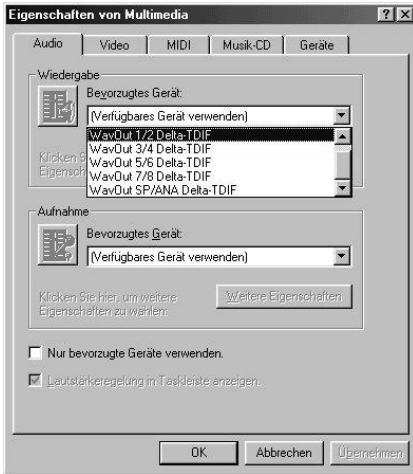 Eigenschaften von Multimedia
Audio Video MIDI Musik-CD Geräte
Wiedergabe
Bevorzugtes Gerät:
(Verfügbares Gerät verwenden)
WavOut 1/2 Delta-TDIF
WavOut 3/4 Delta-TDIF
WavOut 5/6 Delta-TDIF
WavOut 7/8 Delta-TDIF
WavOut SP/ANA Delta-TDIF
Klicken S
Eigensch
Aufnahme
Bevorzugtes Gerät:
(Verfügbares Gerät verwenden)
Klicken Sie hier, um weitere
Eigenschaften zu wählen.
Weitere Eigenschaften
Nur bevorzugte Geräte verwenden.
Lautstärkeregelung in Taskleiste anzeigen.
OK Abbrechen Übernehmen